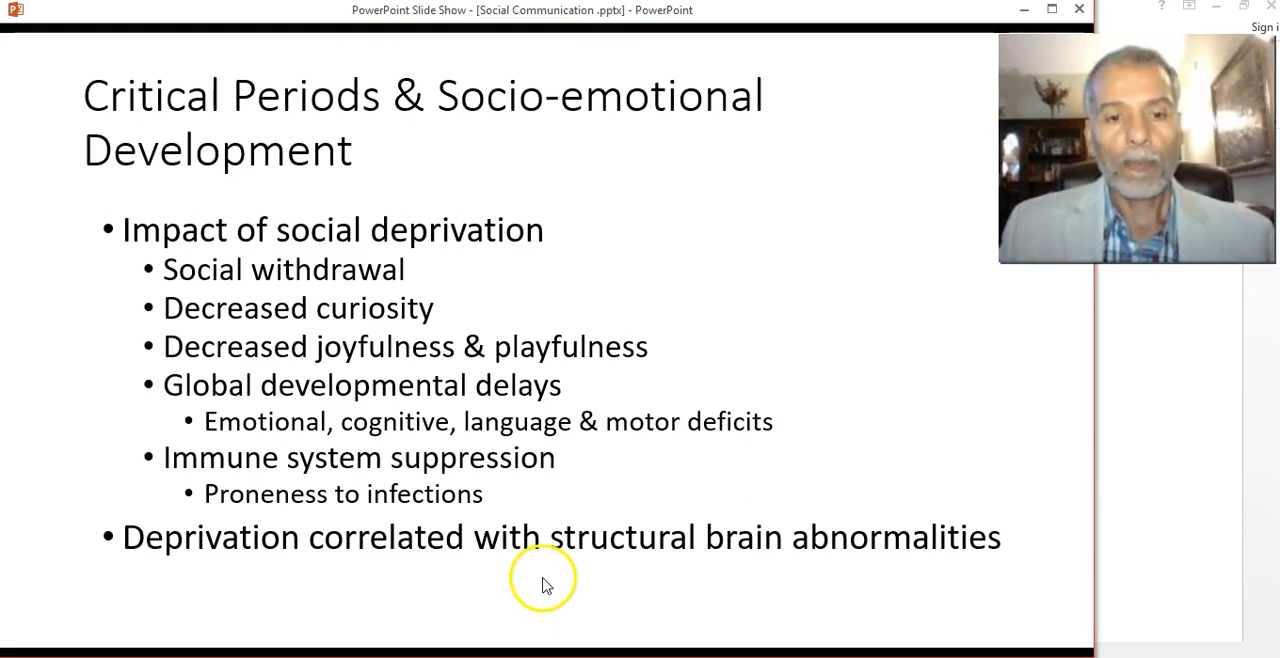 PowerPoint Slide Show - [Social Communication .pptx] - PowerPoint
Sign i
Critical Periods & Socio-emotional
Development
• Impact of social deprivation
• Social withdrawal
• Decreased curiosity
• Decreased joyfulness & playfulness
• Global developmental delays
• Emotional, cognitive, language & motor deficits
• Immune system suppression
• Proneness to infections
• Deprivation correlated with structural brain abnormalities